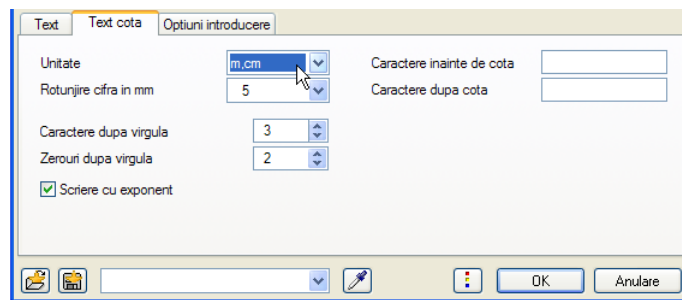 Text Text cota Optiuni introducere
Unitate m,cm Caractere inainte de cota
Rotunjire cifra in mm 5 Caractere dupa cota
Caractere dupa virgula 3
Zerouri dupa virgula 2
Scriere cu exponent
OK Anulare